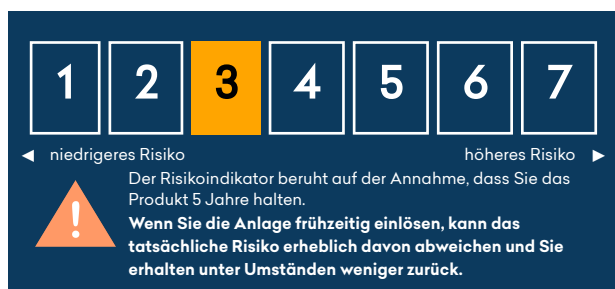 1 2 3 4 5 6 7
◄ niedrigeres Risiko höheres Risiko ►
Der Risikoindikator beruht auf der Annahme, dass Sie das
Produkt 5 Jahre halten.
Wenn Sie die Anlage frühzeitig einlösen, kann das
tatsächliche Risiko erheblich davon abweichen und Sie
erhalten unter Umständen weniger zurück.
!